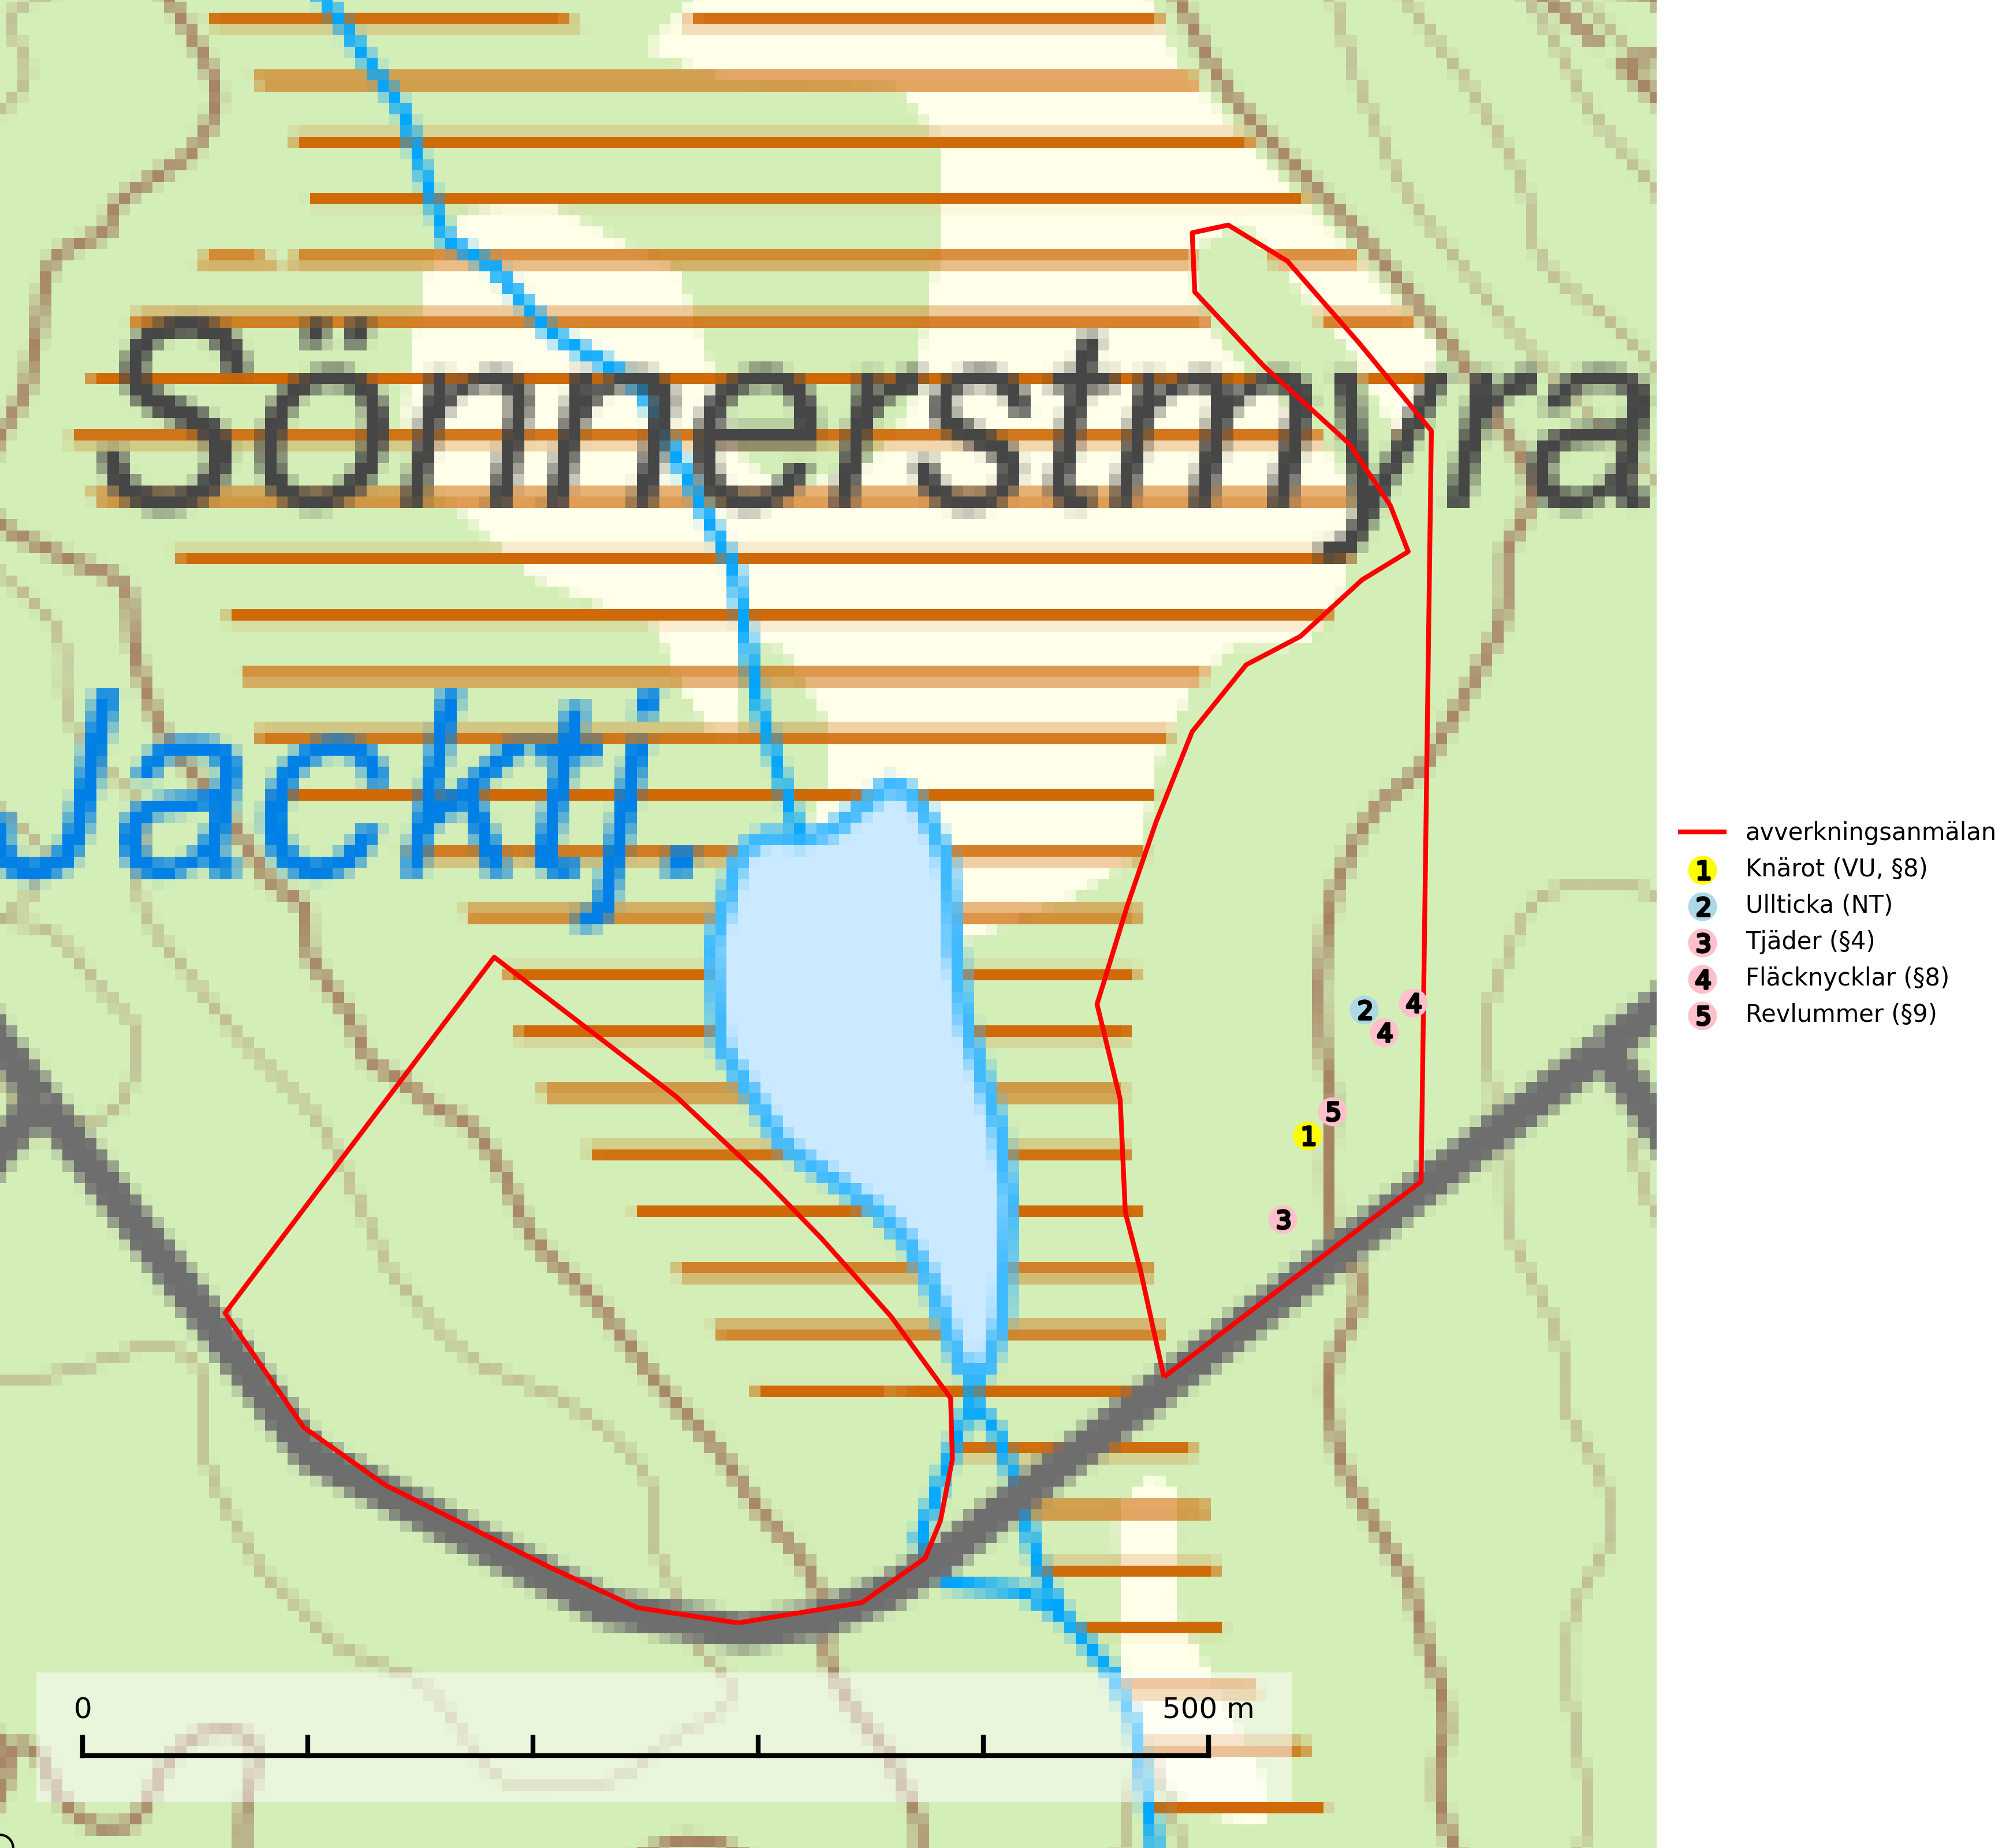 Sönnerstmyra
Jacktj.
avverkningsanmälan
1 Knärot (VU, §8)
2 Ullticka (NT)
3 Tjäder (§4)
4 Fläcknycklar (§8)
5 Revlummer (§9)
2 4
4
5
1
3
0 500 m